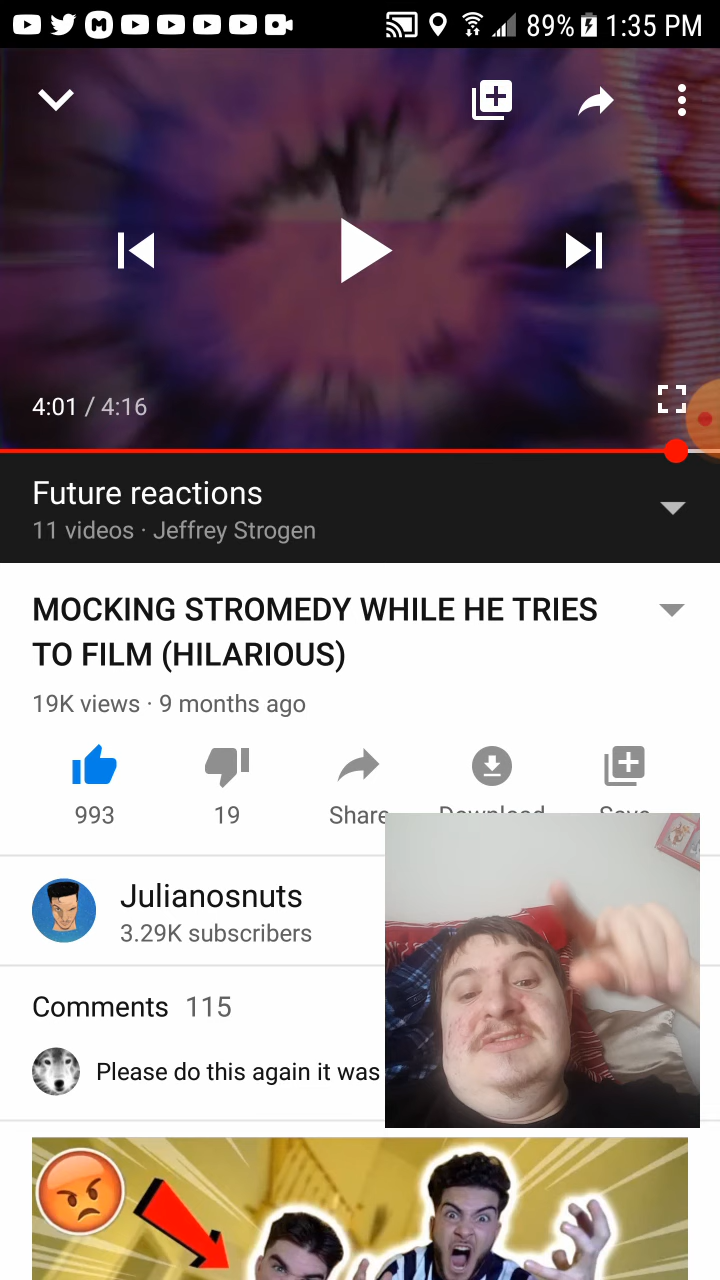 89% 1:35 PM
4:01 / 4:16
Future reactions
11 videos · Jeffrey Strogen
MOCKING STROMEDY WHILE HE TRIES
TO FILM (HILARIOUS)
19K views · 9 months ago
993 19 Share Download Save
Julianosnuts
3.29K subscribers
Comments 115
Please do this again it was